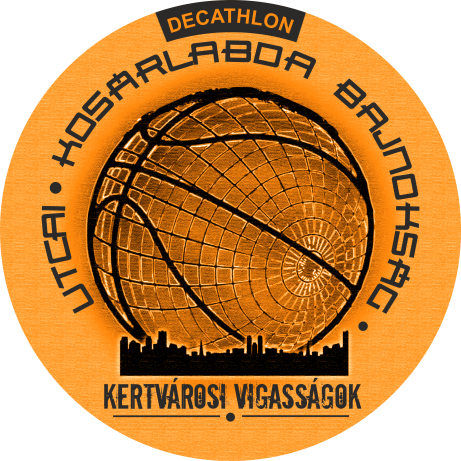 DECATHLON
UTCAI • KOSÁRLABDA BAJNOKSÁG •
KERTVÁROSI VIGASSÁGOK